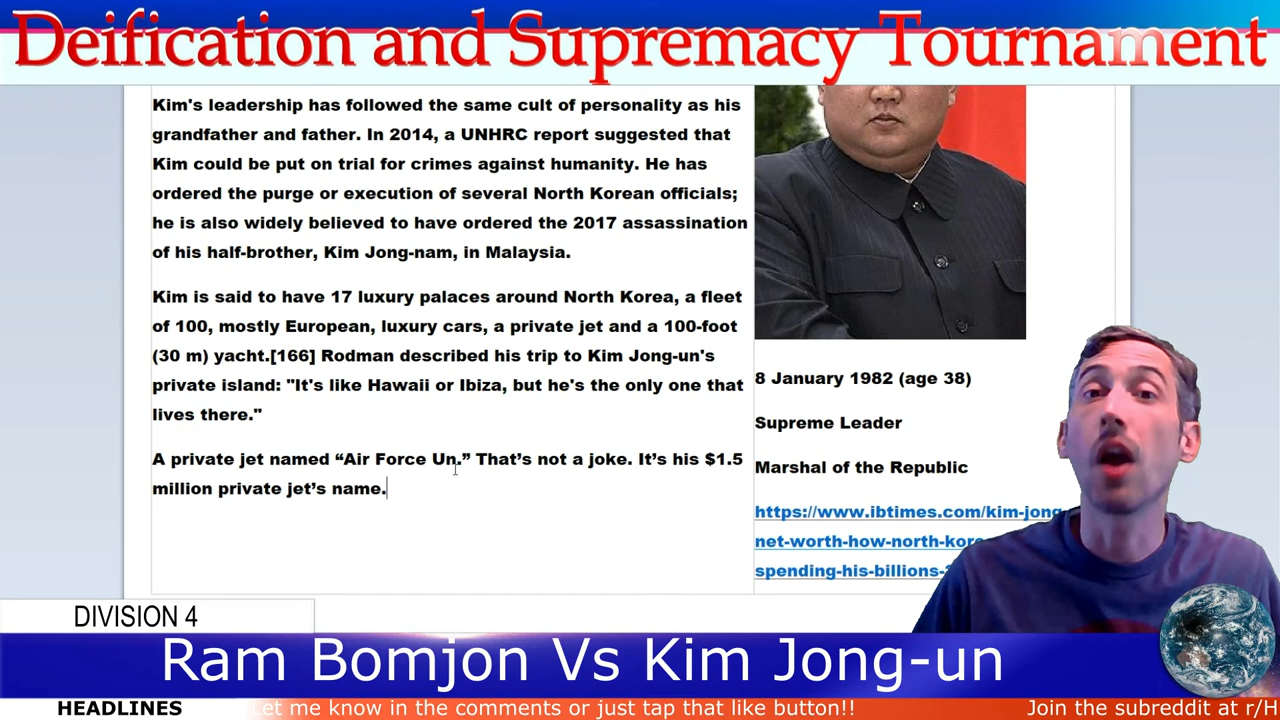 Deification and Supremacy Tournament
Kim's leadership has followed the same cult of personality as his
grandfather and father. In 2014, a UNHRC report suggested that
Kim could be put on trial for crimes against humanity. He has
ordered the purge or execution of several North Korean officials;
he is also widely believed to have ordered the 2017 assassination
of his half-brother, Kim Jong-nam, in Malaysia.
Kim is said to have 17 luxury palaces around North Korea, a fleet
of 100, mostly European, luxury cars, a private jet and a 100-foot
(30 m) yacht.[166] Rodman described his trip to Kim Jong-un's
private island: "It's like Hawaii or Ibiza, but he's the only one that
lives there."
A private jet named “Air Force Un.” That’s not a joke. It’s his $1.5
million private jet’s name.
8 January 1982 (age 38)
Supreme Leader
Marshal of the Republic
https://www.ibtimes.com/kim-jong-
net-worth-how-north-kore
spending-his-billions-
DIVISION 4
Ram Bomjon Vs Kim Jong-un
HEADLINES
Let me know in the comments or just tap that like button!!
Join the subreddit at r/H